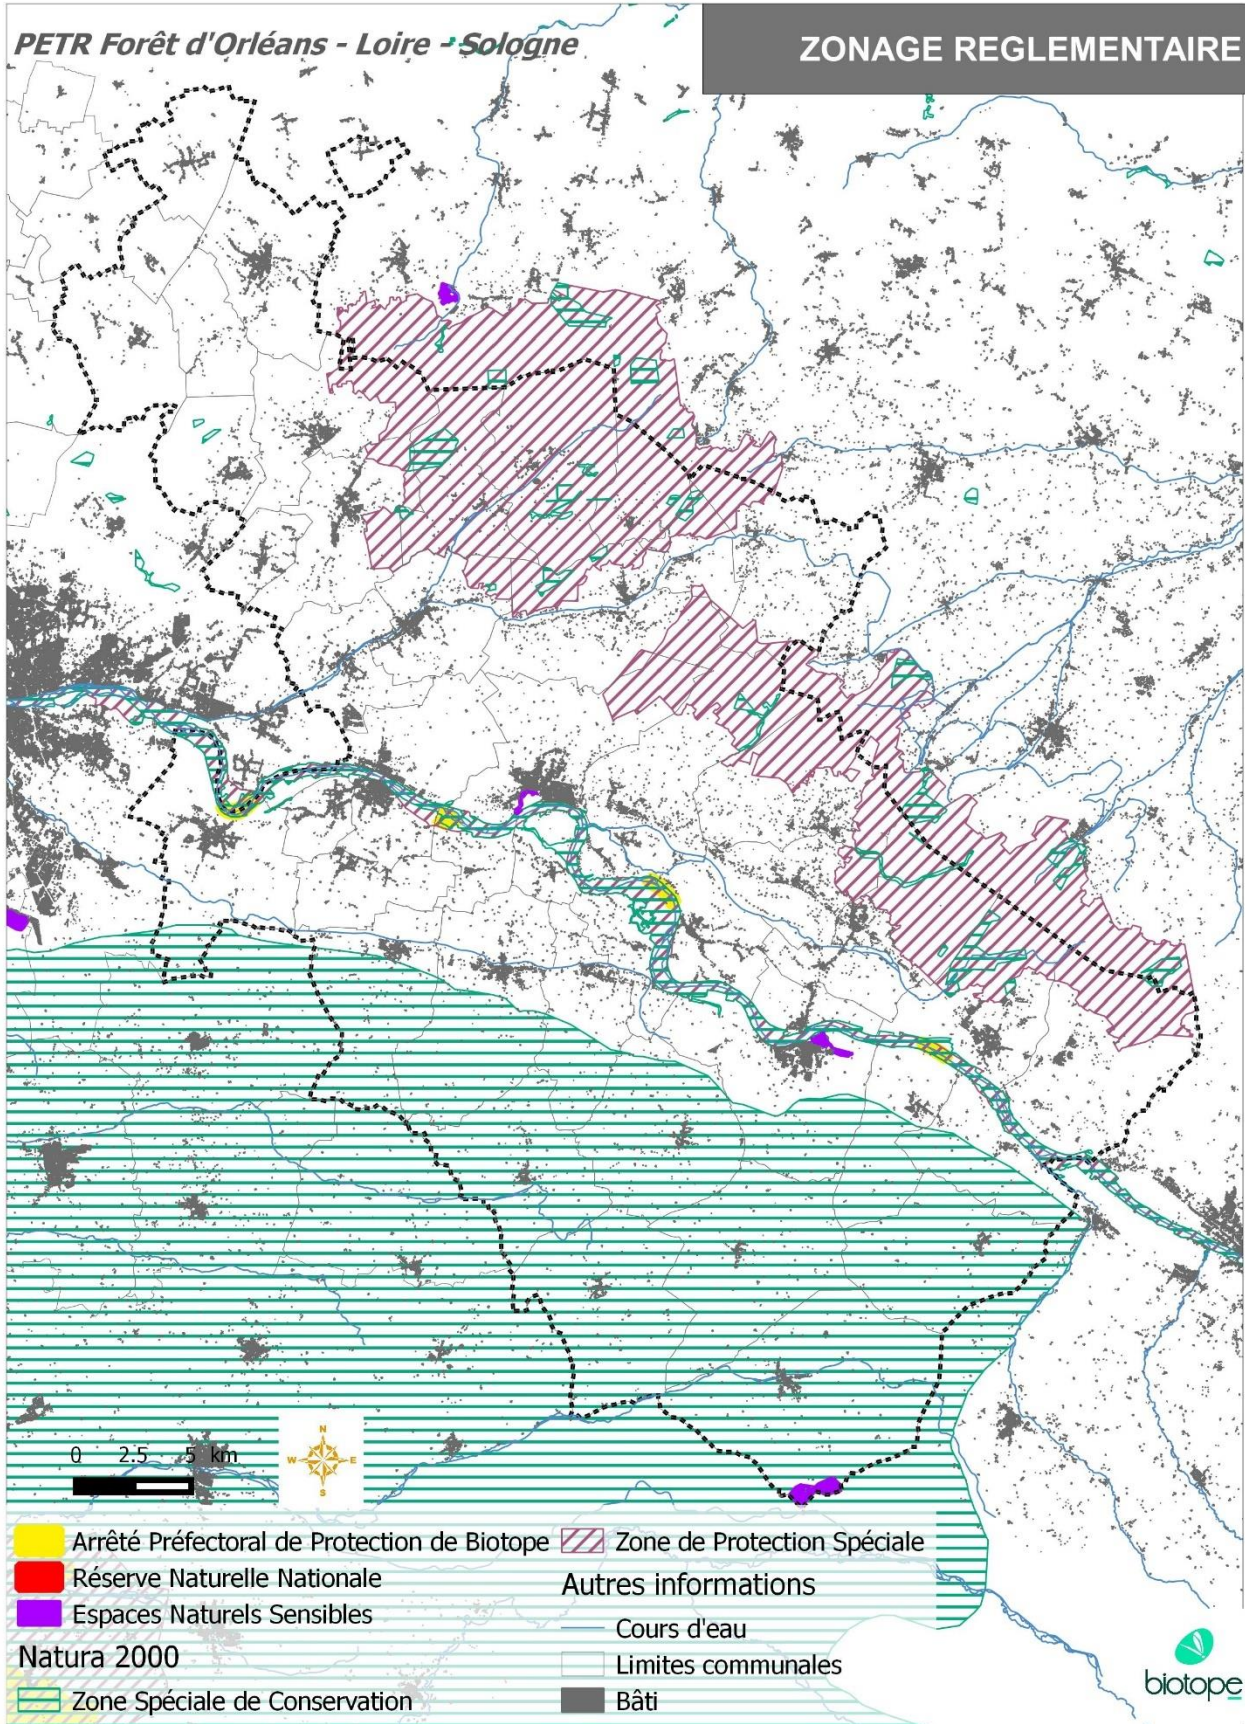 PETR Forêt d'Orléans - Loire - Sologne
ZONAGE REGLEMENTAIRE
0 2.5 5 km
N
W E
S
Arrêté Préfectoral de Protection de Biotope
Réserve Naturelle Nationale
Espaces Naturels Sensibles
Natura 2000
Zone Spéciale de Conservation
Zone de Protection Spéciale
Autres informations
Cours d'eau
Limites communales
Bâti
biotope